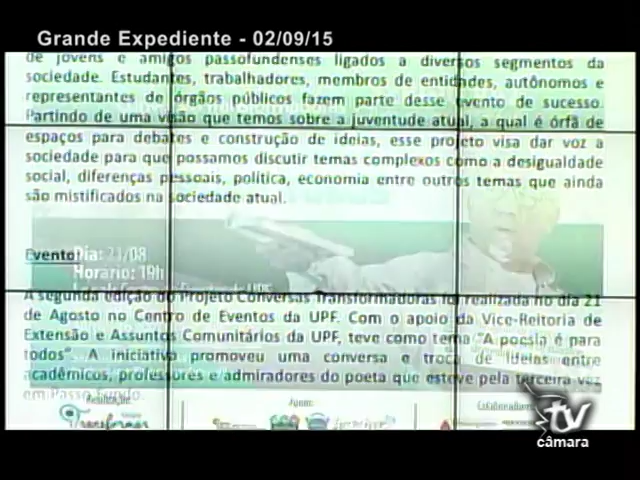 Grande Expediente - 02/09/15
de jovens e amigos passofundenses ligados a diversos segmentos da
sociedade. Estudantes, trabalhadores, membros de entidades, autônomos e
representantes de órgãos públicos fazem parte desse evento de sucesso.
Partindo de uma visão que temos sobre a juventude atual, a qual é órfã de
espaços para debates e construção de ideias, esse projeto visa dar voz a
sociedade para que possamos discutir temas complexos como a desigualdade
social, diferenças pessoais, política, economia entre outros temas que ainda
são mistificados na sociedade atual.
Evento
Dia: 21/08
Horário: 19h
A segunda edição do Projeto Conversas Transformadoras foi realizada no dia 21
de Agosto no Centro de Eventos da UPF. Com o apoio da Vice-Reitoria de
Extensão e Assuntos Comunitários da UPF, teve como tema "A poesia é para
todos". A iniciativa promoveu uma conversa e troca de ideias entre
acadêmicos, professores e admiradores do poeta que esteve pela terceira vez
em Passo Fundo.
Realização
Apoio
Transformar
tv
câmara